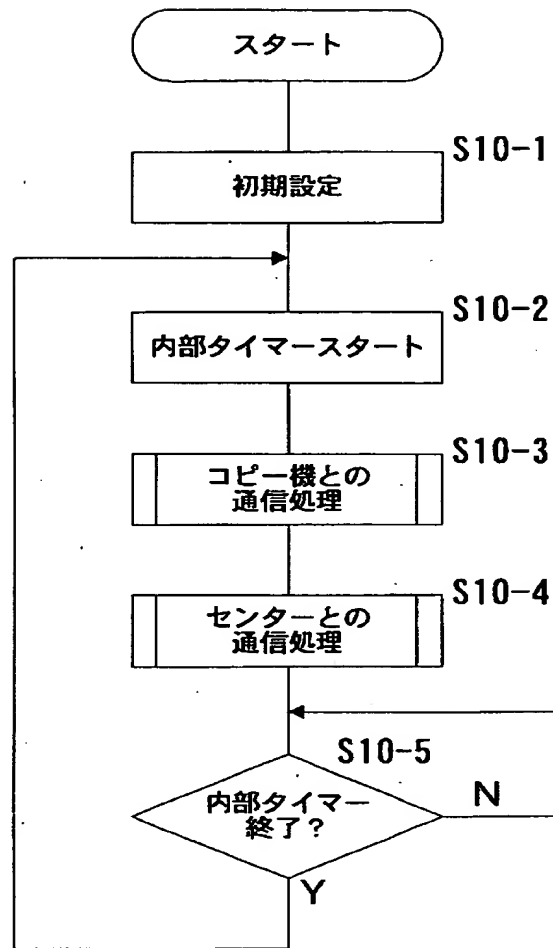 スタート
S10-1
初期設定
S10-2
内部タイマースタート
S10-3
コピー機との
通信処理
S10-4
センターとの
通信処理
S10-5
内部タイマー
終了?
N
Y